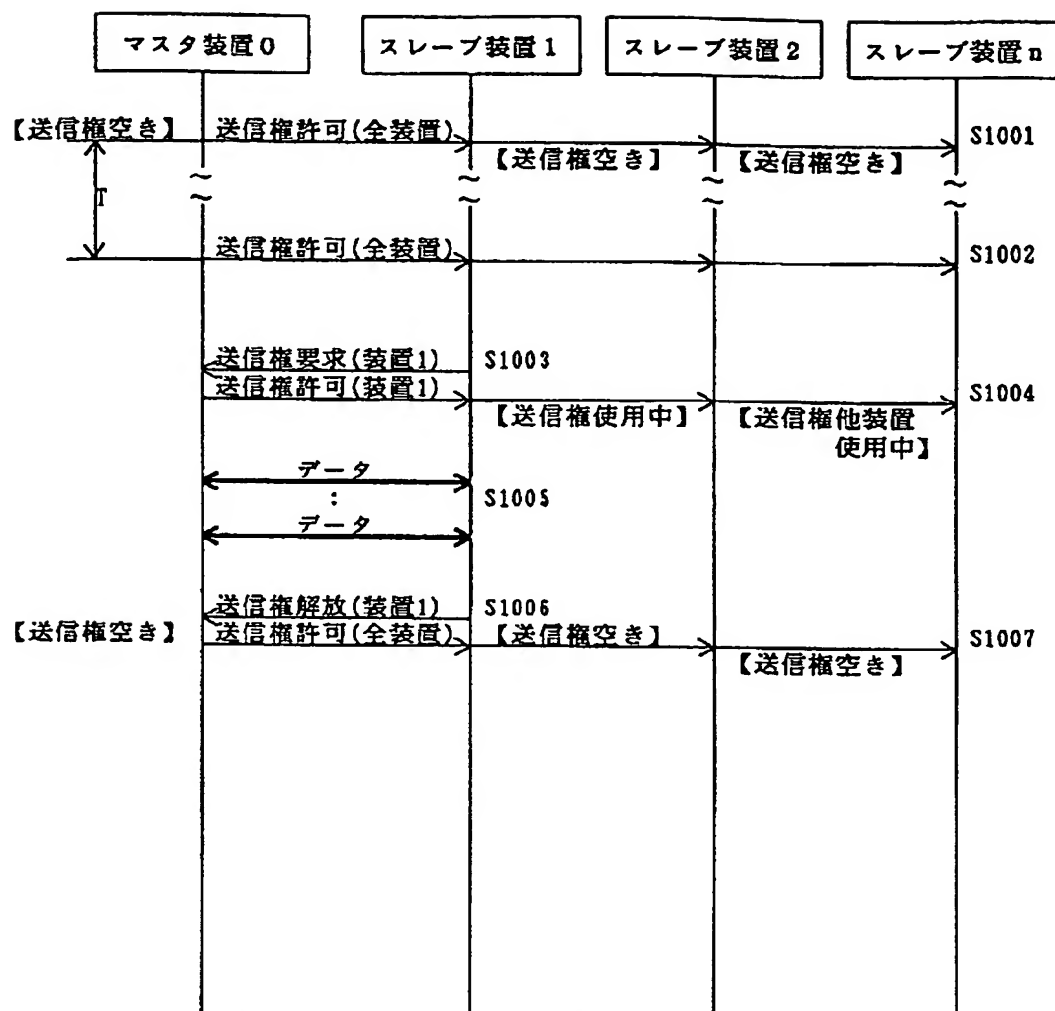 マスタ装置0
スレーブ装置1
スレーブ装置2
スレーブ装置n
【送信権空き】
送信権許可(全装置)
【送信権空き】
【送信権空き】
S1001
T
送信権許可(全装置)
S1002
送信権要求(装置1)
S1003
送信権許可(装置1)
【送信権使用中】
【送信権他装置
使用中】
S1004
データ
:
データ
S1005
送信権解放(装置1)
S1006
【送信権空き】
送信権許可(全装置)
【送信権空き】
【送信権空き】
S1007